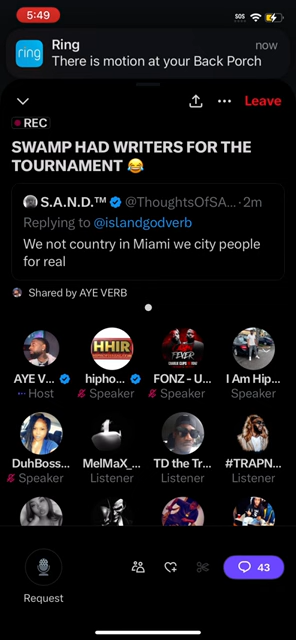 5:49
SOS
Ring
now
ring
There is motion at your Back Porch
Leave
REC
SWAMP HAD WRITERS FOR THE
TOURNAMENT 😂
S.A.N.D.™ @ThoughtsOfSA... · 2m
Replying to @islandgodverb
We not country in Miami we city people
for real
Shared by AYE VERB
HHIR
FEVER
AYE V... hipho... FONZ - U... I Am Hip...
Host Speaker Speaker Speaker
DuhBoss... MelMaX_... TD the Tr... #TRAPN...
Speaker Listener Listener Listener
43
Request